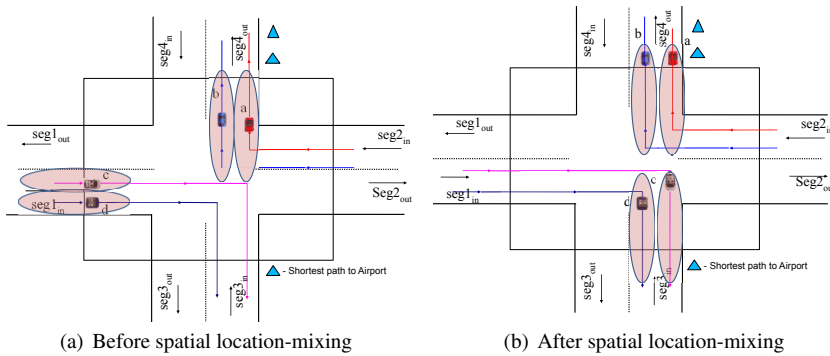 seg4in
seg4out
b
a
seg1out
seg2in
c
seg1in
d
Seg2out
- Shortest path to Airport
seg3out
seg3in
(a) Before spatial location-mixing
seg4in
seg4out
b
a
seg1out
seg2in
seg1in
c
d
Seg2out
- Shortest path to Airport
seg3out
seg3in
(b) After spatial location-mixing